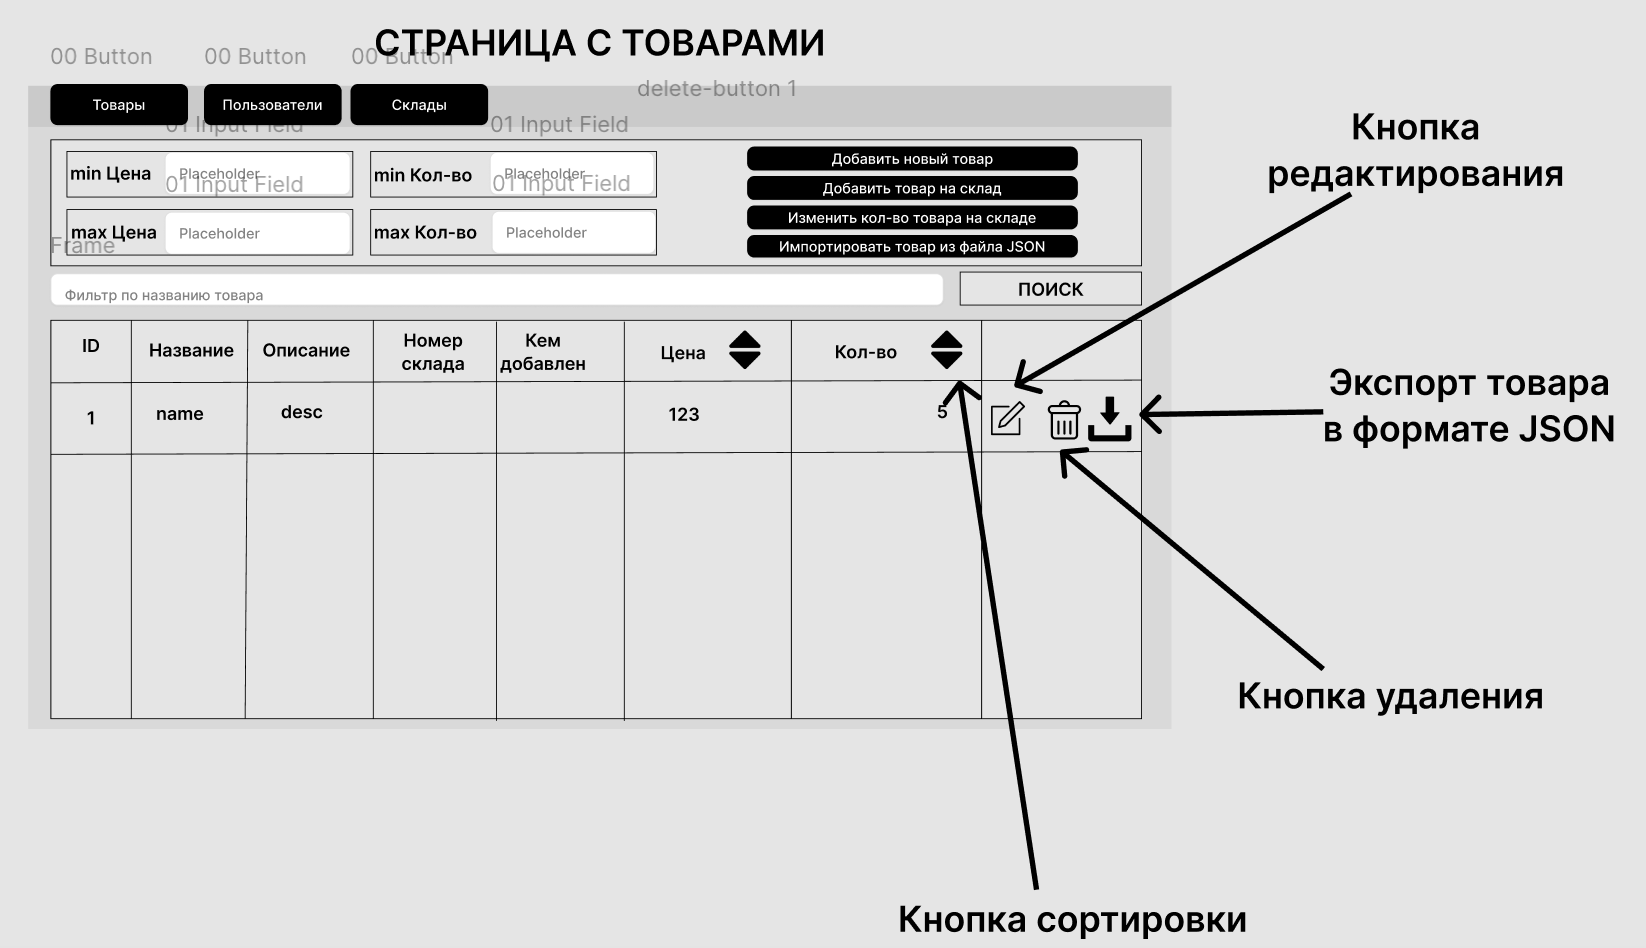 СТРАНИЦА С ТОВАРАМИ
00 Button
00 Button
00 Button
delete-button 1
Товары
Пользователи
Склады
01 Input Field
01 Input Field
min Цена
Placeholder
01 Input Field
min Кол-во
Placeholder
01 Input Field
max Цена
Placeholder
max Кол-во
Placeholder
Frame
Добавить новый товар
Добавить товар на склад
Изменить кол-во товара на складе
Импортировать товар из файла JSON
Фильтр по названию товара
ПОИСК
ID
Название
Описание
Номер
склада
Кем
добавлен
Цена
Кол-во
1
name
desc
123
5
Кнопка
редактирования
Экспорт товара
в формате JSON
Кнопка удаления
Кнопка сортировки